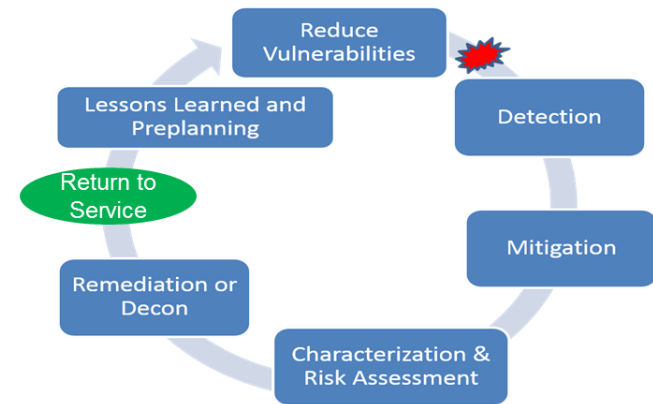 Reduce
Vulnerabilities
Detection
Mitigation
Characterization &
Risk Assessment
Remediation or
Decon
Return to
Service
Lessons Learned and
Preplanning